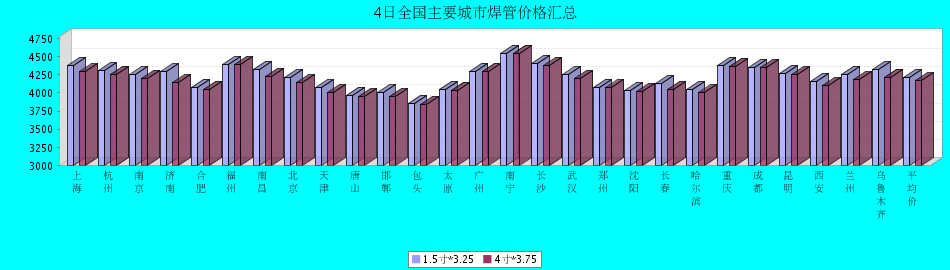 4日全国主要城市焊管价格汇总
4750
4500
4250
4000
3750
3500
3250
3000
上海 杭州 南京 济南 合肥 福州 南昌 北京 天津 唐山 邯郸 包头 太原 广州 南宁 长沙 武汉 郑州 沈阳 长春 哈尔滨 重庆 成都 昆明 西安 兰州 乌鲁木齐 平均价
1.5寸*3.25 4寸*3.75